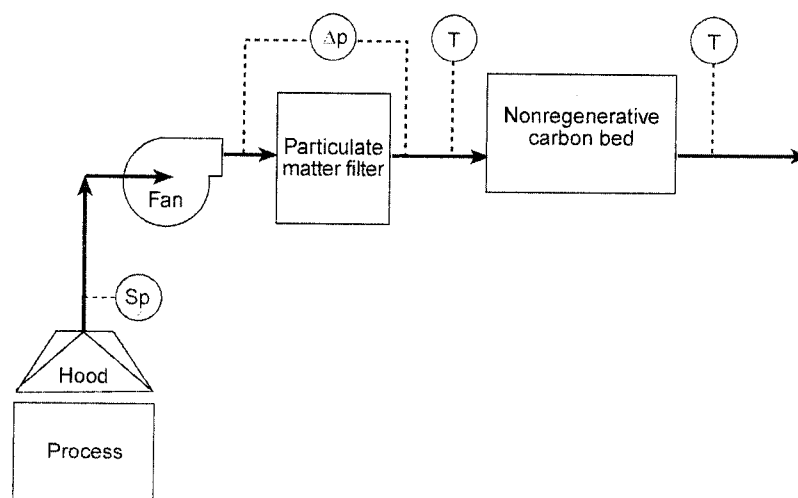 Δp
T
T
Particulate
matter filter
Nonregenerative
carbon bed
Fan
Sp
Hood
Process